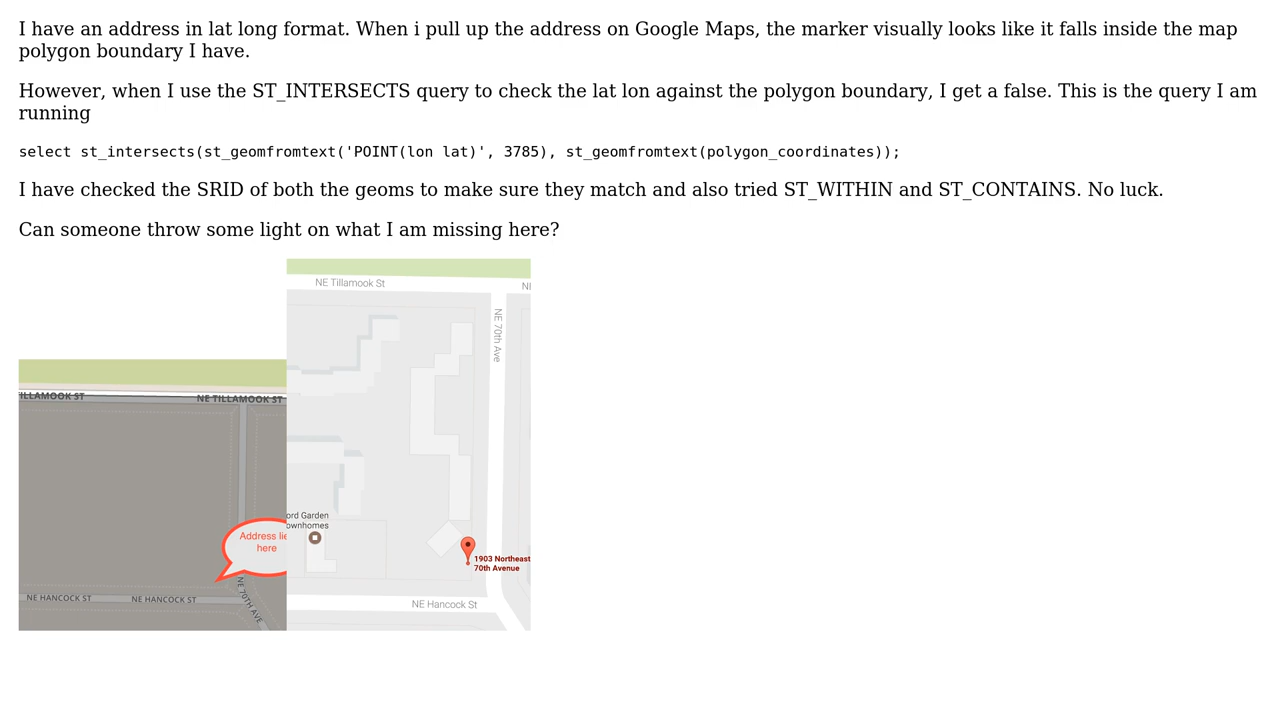 I have an address in lat long format. When i pull up the address on Google Maps, the marker visually looks like it falls inside the map
polygon boundary I have.
However, when I use the ST_INTERSECTS query to check the lat lon against the polygon boundary, I get a false. This is the query I am
running
select st_intersects(st_geomfromtext('POINT(lon lat)', 3785), st_geomfromtext(polygon_coordinates));
I have checked the SRID of both the geoms to make sure they match and also tried ST_WITHIN and ST_CONTAINS. No luck.
Can someone throw some light on what I am missing here?
NE Tillamook St
NE
NE 70th Ave
ILLAMOOK ST
NE TILLAMOOK ST
ord Garden
ownhomes
Address lie
here
1903 Northeast
70th Avenue
NE 70TH AVE
NE HANCOCK ST
NE HANCOCK ST
NE Hancock St